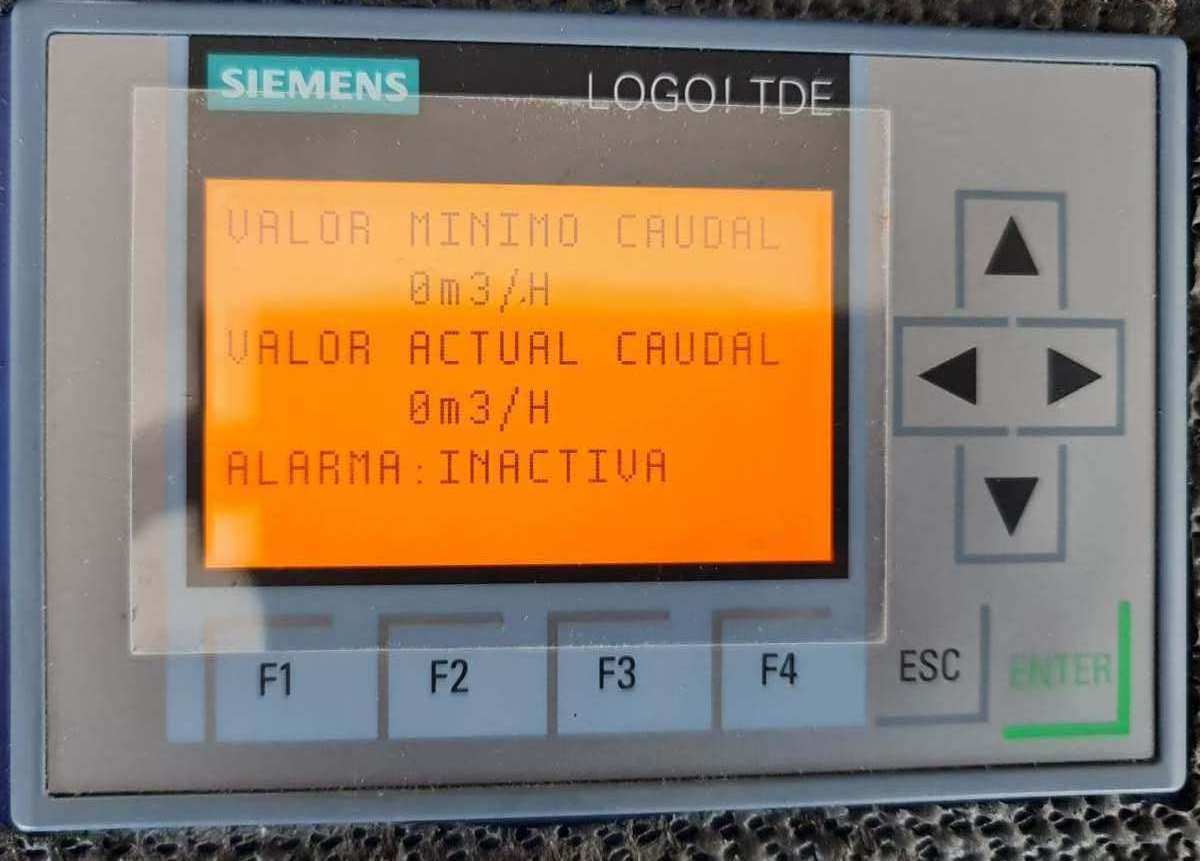 SIEMENS
LOGO! TDE
VALOR MINIMO CAUDAL
0m3/H
VALOR ACTUAL CAUDAL
0m3/H
ALARMA:INACTIVA
F1 F2 F3 F4 ESC ENTER